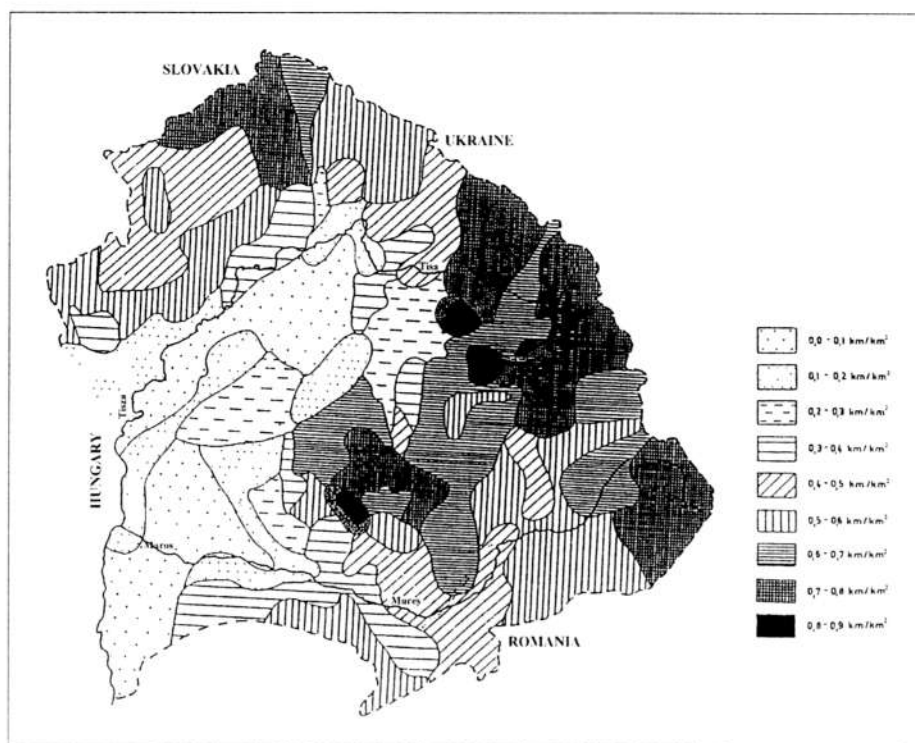 SLOVAKIA
UKRAINE
Tisa
Tisza
HUNGARY
Maros
Mureş
ROMANIA
0,0 - 0,1 km/km²
0,1 - 0,2 km/km²
0,2 - 0,3 km/km²
0,3 - 0,4 km/km²
0,4 - 0,5 km/km²
0,5 - 0,6 km/km²
0,6 - 0,7 km/km²
0,7 - 0,8 km/km²
0,8 - 0,9 km/km²